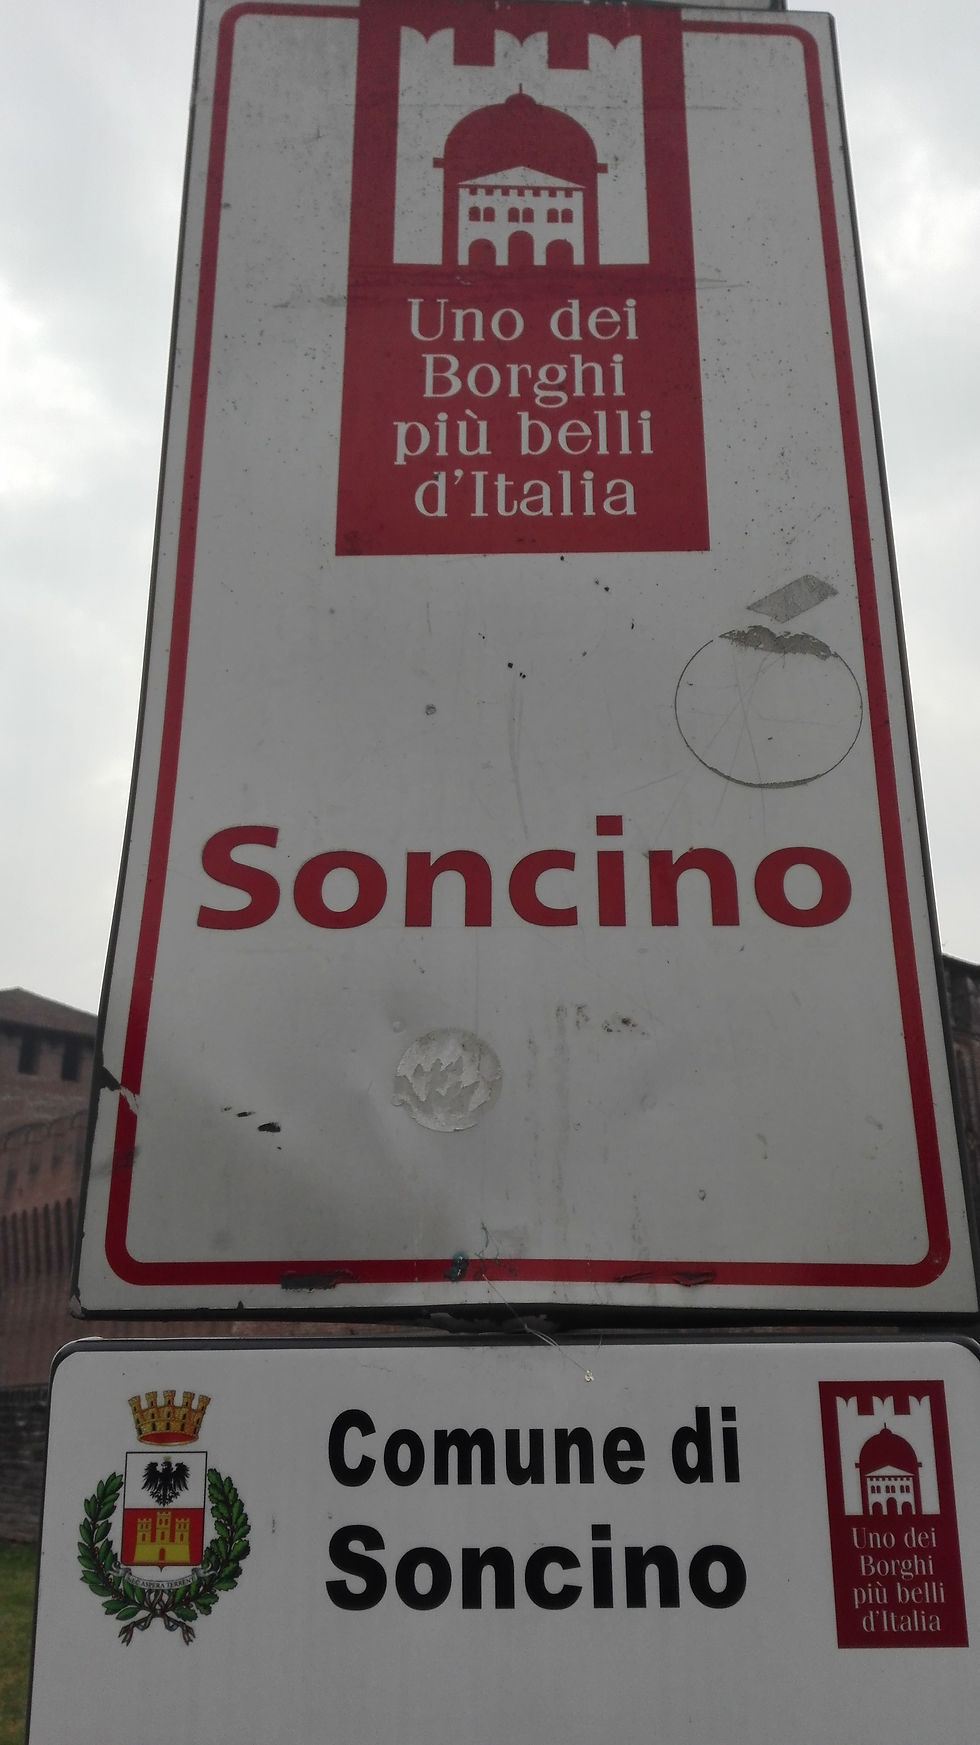 Uno dei
Borghi
più belli
d'Italia
Soncino
Comune di
Soncino
Uno dei
Borghi
più belli
d'Italia